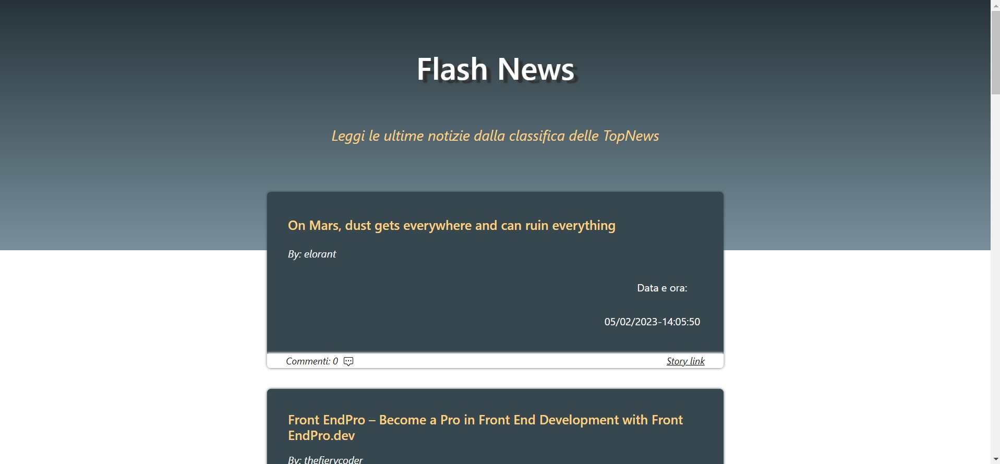 Flash News
Leggi le ultime notizie dalla classifica delle TopNews
On Mars, dust gets everywhere and can ruin everything
By: elorant
Data e ora:
05/02/2023-14:05:50
Commenti: 0
Story link
Front EndPro – Become a Pro in Front End Development with Front
EndPro.dev
By: thefierycoder